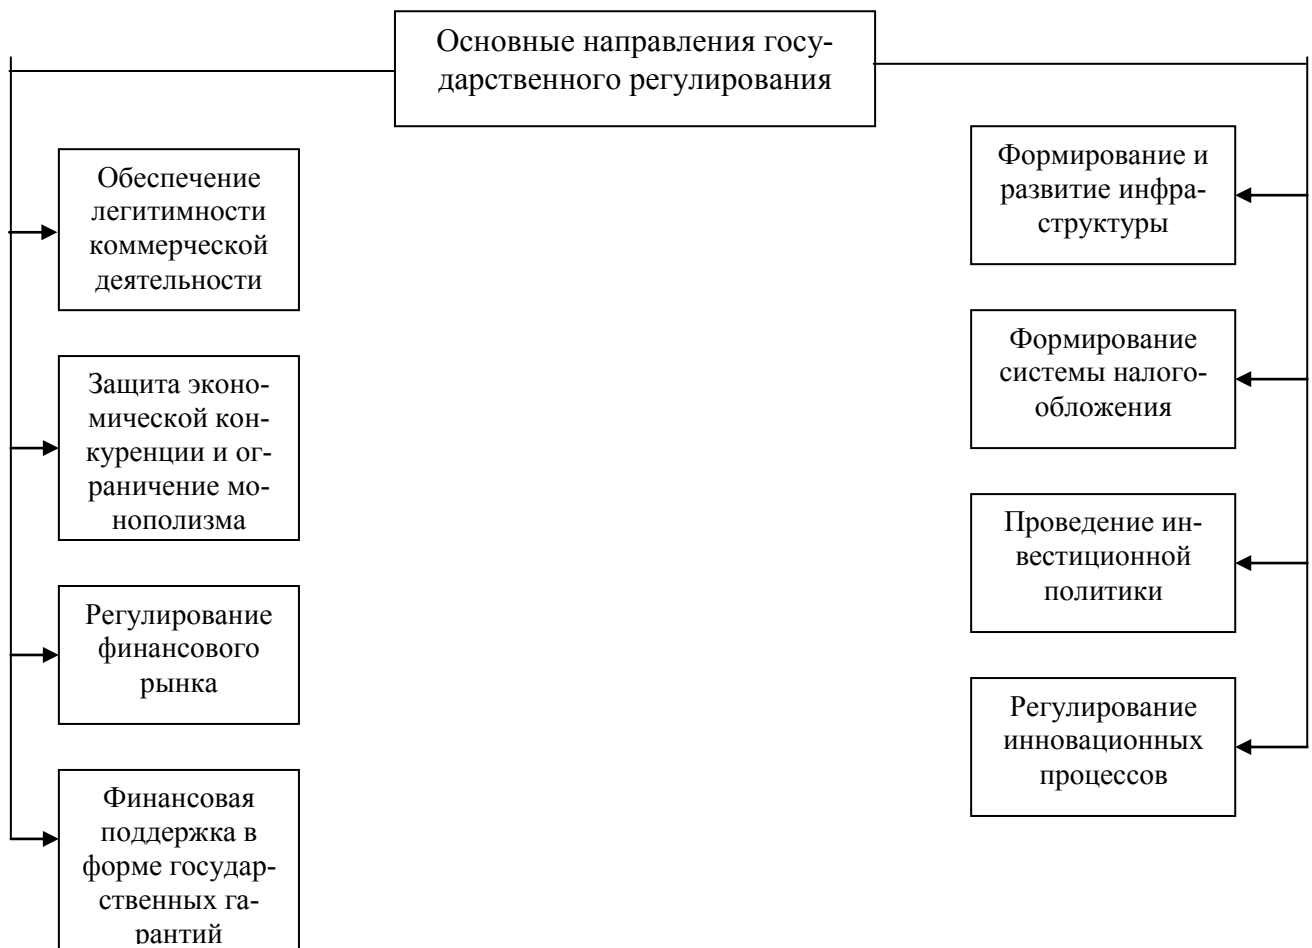 Основные направления госу-
дарственного регулирования
Обеспечение
легитимности
коммерческой
деятельности
Защита эконо-
мической кон-
куренции и ог-
раничение мо-
нополизма
Регулирование
финансового
рынка
Финансовая
поддержка в
форме государ-
ственных га-
рантий
Формирование и
развитие инфра-
структуры
Формирование
системы налого-
обложения
Проведение ин-
вестиционной
политики
Регулирование
инновационных
процессов